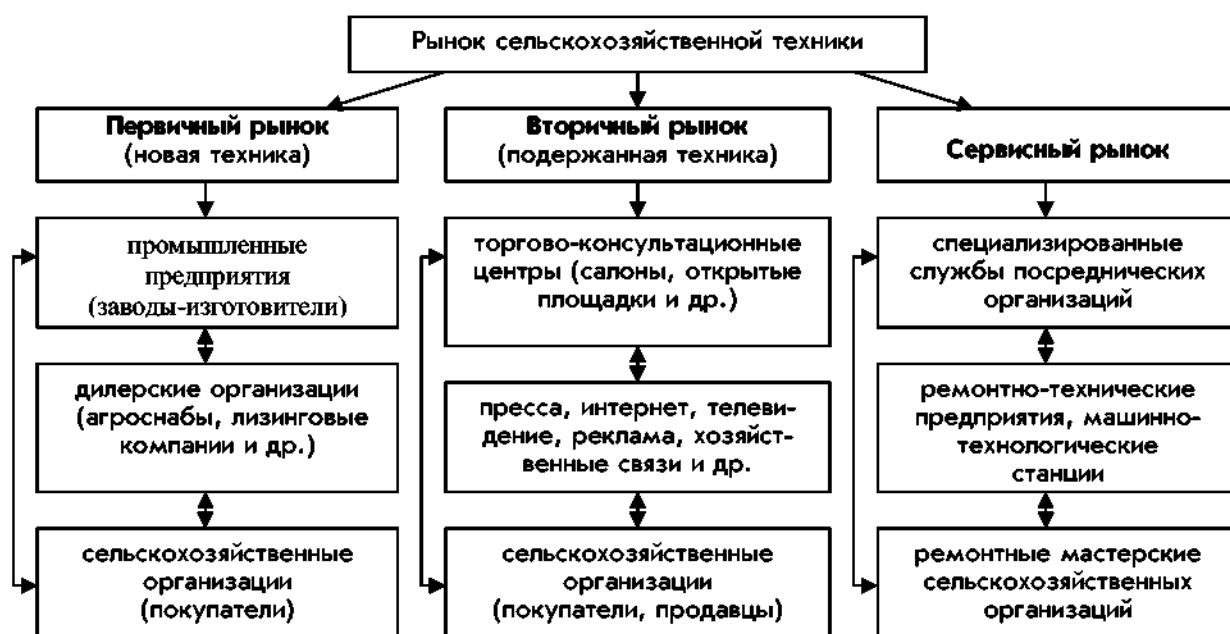 Рынок сельскохозяйственной техники
Первичный рынок
(новая техника)
Вторичный рынок
(подержанная техника)
Сервисный рынок
промышленные
предприятия
(заводы-изготовители)
торгово-консультационные
центры (салоны, открытые
площадки и др.)
специализированные
службы посреднических
организаций
дилерские организации
(агроснабы, лизинговые
компании и др.)
пресса, интернет, телеви-
дение, реклама, хозяйст-
венные связи и др.
ремонтно-технические
предприятия, машинно-
технологические
станции
сельскохозяйственные
организации
(покупатели)
сельскохозяйственные
организации
(покупатели, продавцы)
ремонтные мастерские
сельскохозяйственных
организаций